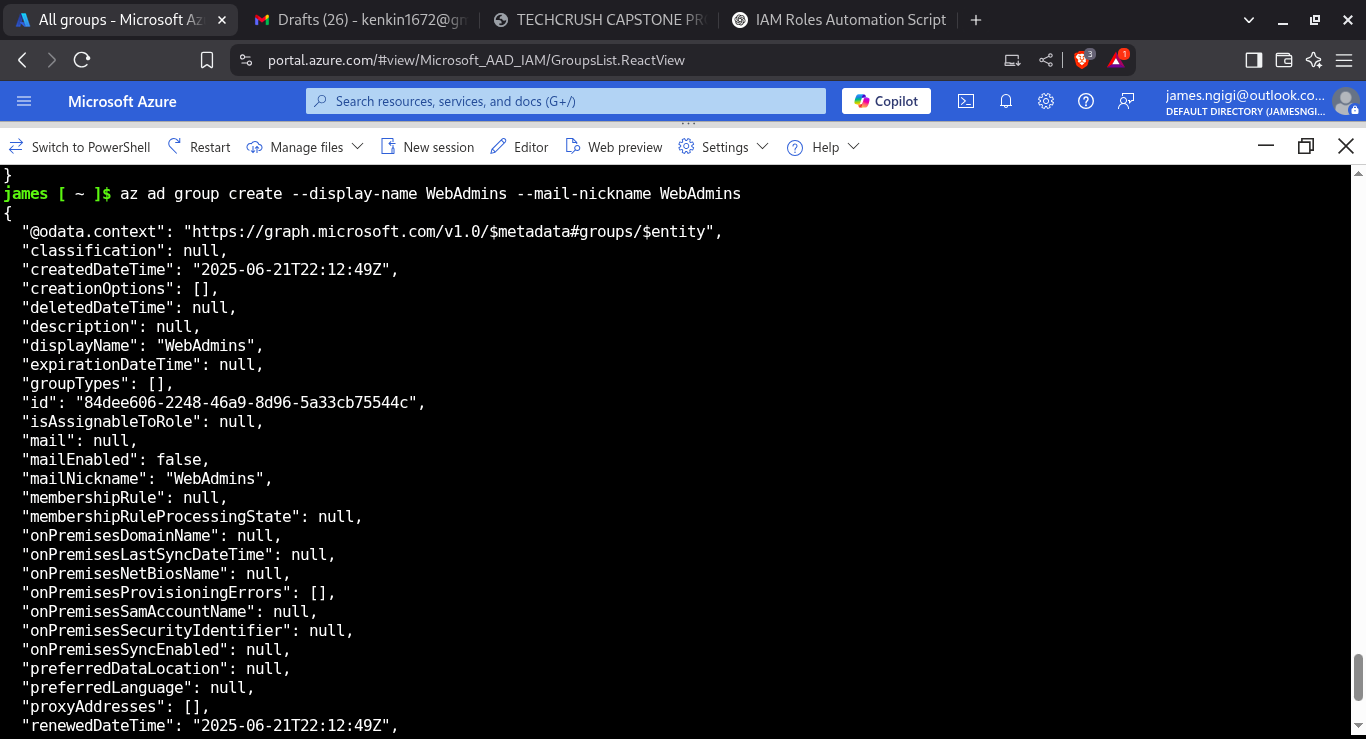 All groups - Microsoft Az
Drafts (26) - kenkin1672@gm
TECHCRUSH CAPSTONE PR
IAM Roles Automation Script
portal.azure.com/#view/Microsoft_AAD_IAM/GroupsList.ReactView
3
1
Microsoft Azure
Search resources, services, and docs (G+/)
Copilot
james.ngigi@outlook.co...
DEFAULT DIRECTORY (JAMESNGI...
Switch to PowerShell
Restart
Manage files
New session
Editor
Web preview
Settings
Help
}
james [ ~ ]$ az ad group create --display-name WebAdmins --mail-nickname WebAdmins
{
"@odata.context": "https://graph.microsoft.com/v1.0/$metadata#groups/$entity",
"classification": null,
"createdDateTime": "2025-06-21T22:12:49Z",
"creationOptions": [],
"deletedDateTime": null,
"description": null,
"displayName": "WebAdmins",
"expirationDateTime": null,
"groupTypes": [],
"id": "84dee606-2248-46a9-8d96-5a33cb75544c",
"isAssignableToRole": null,
"mail": null,
"mailEnabled": false,
"mailNickname": "WebAdmins",
"membershipRule": null,
"membershipRuleProcessingState": null,
"onPremisesDomainName": null,
"onPremisesLastSyncDateTime": null,
"onPremisesNetBiosName": null,
"onPremisesProvisioningErrors": [],
"onPremisesSamAccountName": null,
"onPremisesSecurityIdentifier": null,
"onPremisesSyncEnabled": null,
"preferredDataLocation": null,
"preferredLanguage": null,
"proxyAddresses": [],
"renewedDateTime": "2025-06-21T22:12:49Z",